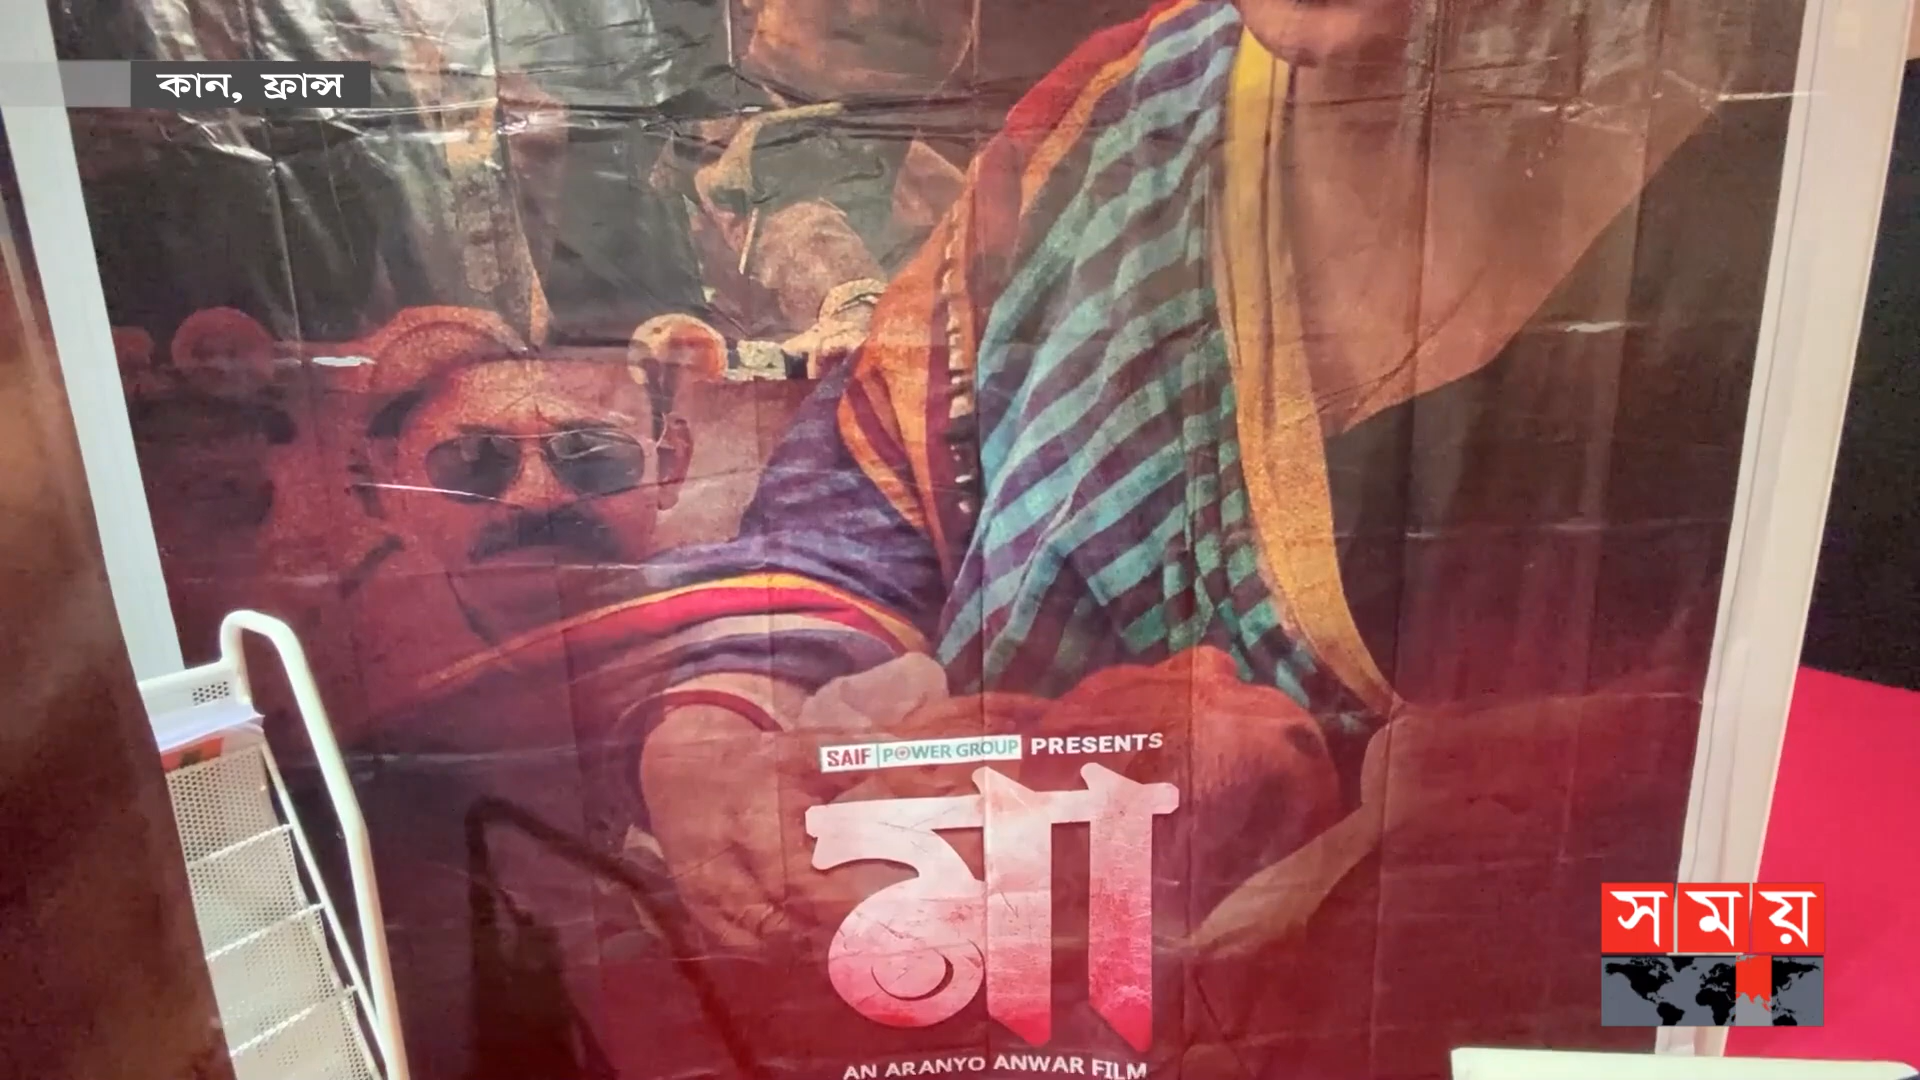 কান, ফ্রান্স
SAIF POWER GROUP PRESENTS
মা
AN ARANYO ANWAR FILM
সময়